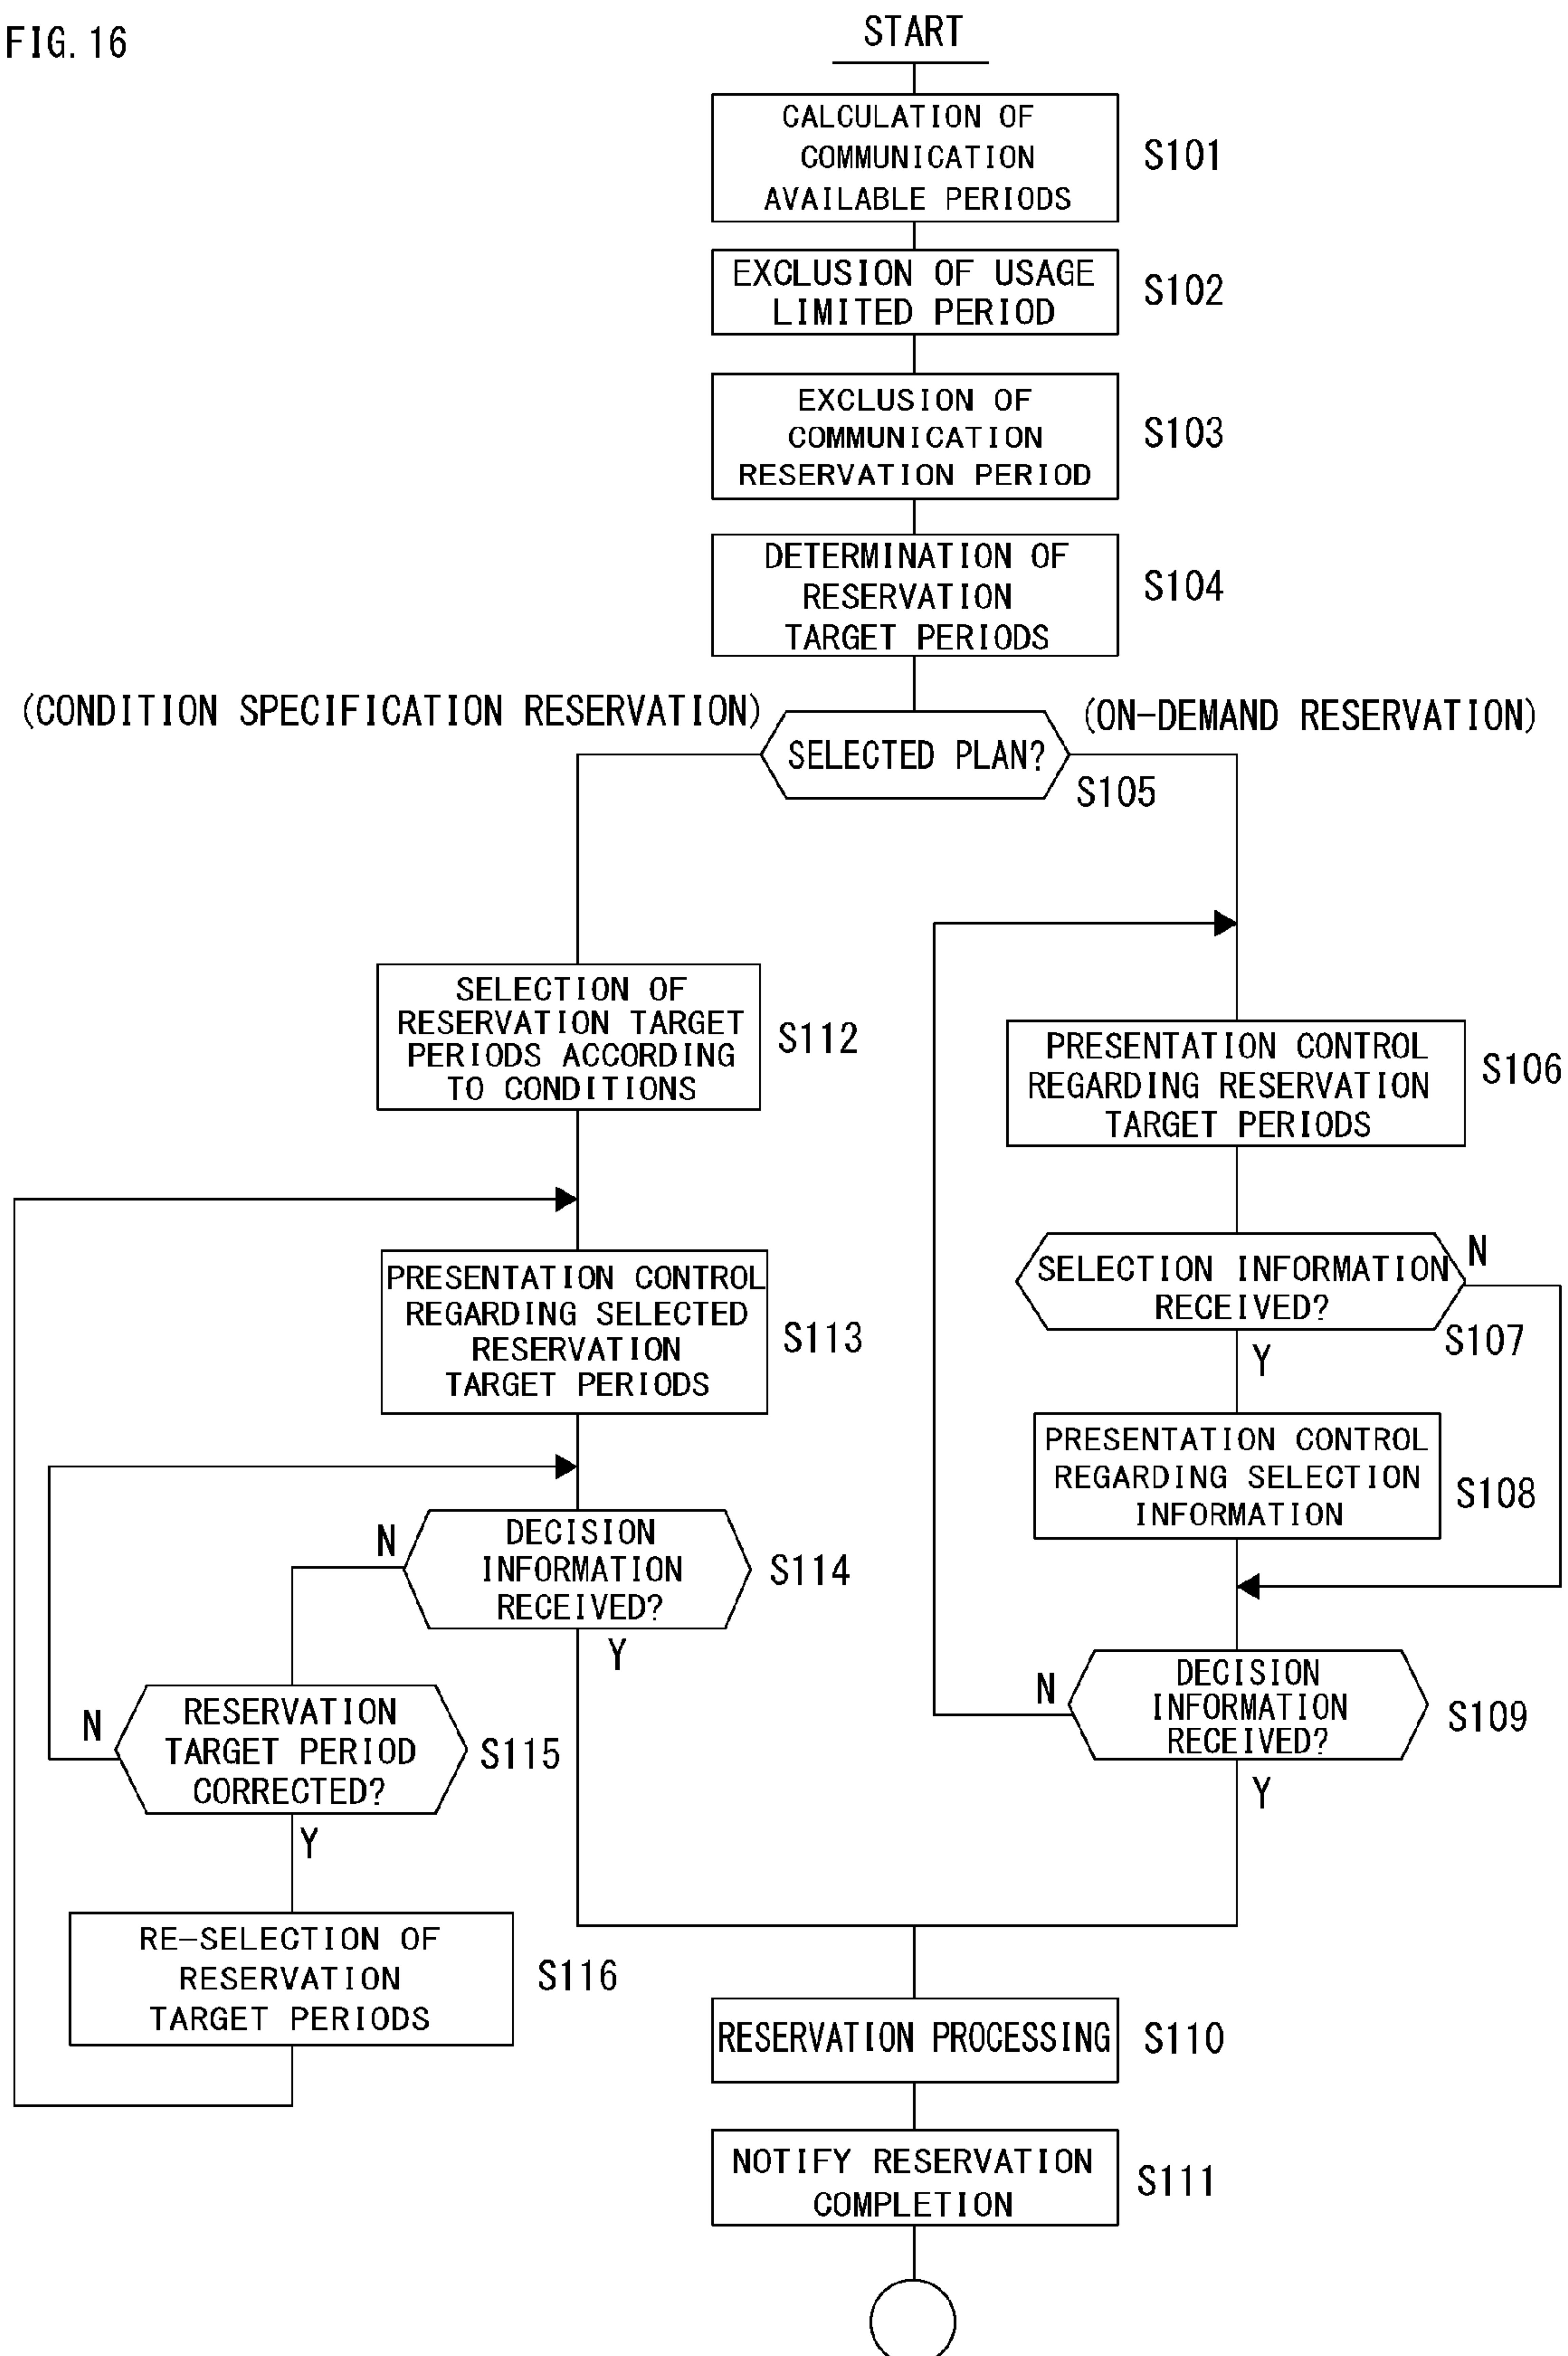 FIG. 16
START
CALCULATION OF
COMMUNICATION
AVAILABLE PERIODS
S101
EXCLUSION OF USAGE
LIMITED PERIOD
S102
EXCLUSION OF
COMMUNICATION
RESERVATION PERIOD
S103
DETERMINATION OF
RESERVATION
TARGET PERIODS
S104
(CONDITION SPECIFICATION RESERVATION)
(ON-DEMAND RESERVATION)
SELECTED PLAN?
S105
SELECTION OF
RESERVATION TARGET
PERIODS ACCORDING
TO CONDITIONS
S112
PRESENTATION CONTROL
REGARDING RESERVATION
TARGET PERIODS
S106
PRESENTATION CONTROL
REGARDING SELECTED
RESERVATION
TARGET PERIODS
S113
SELECTION INFORMATION
RECEIVED?
N
S107
Y
PRESENTATION CONTROL
REGARDING SELECTION
INFORMATION
S108
N
DECISION
INFORMATION
RECEIVED?
S114
Y
N
DECISION
INFORMATION
RECEIVED?
S109
Y
N
RESERVATION
TARGET PERIOD
CORRECTED?
S115
Y
RE-SELECTION OF
RESERVATION
TARGET PERIODS
S116
RESERVATION PROCESSING
S110
NOTIFY RESERVATION
COMPLETION
S111